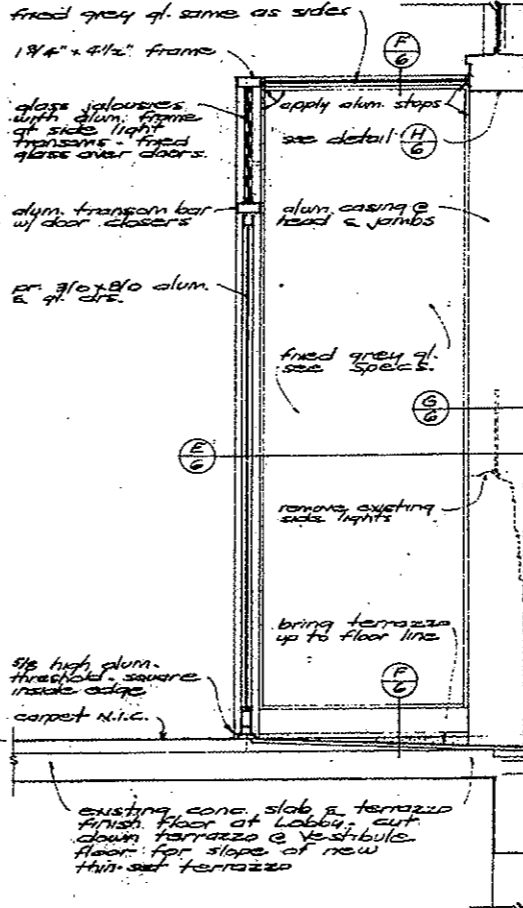 fixed grey gl. same as sides
1 3/4" x 4 1/2" frame
F
6
glass jalousies
with alum. frame
at side light
transoms - fixed
glass over doors.
apply alum. stops
see detail H
6
alum. transom bar
w/ door closers
alum. casing @
head & jambs
pr. 3/0 x 8/0 alum.
& gl. drs.
fixed grey gl.
see specs.
G
6
E
6
remove existing
side lights
bring terrazzo
up to floor line
5/8 high alum.
threshold - square
inside edge
F
6
carpet N.I.C.
existing conc. slab & terrazzo
finish floor at Lobby - cut
down terrazzo @ Vestibule
floor for slope of new
thin-set terrazzo